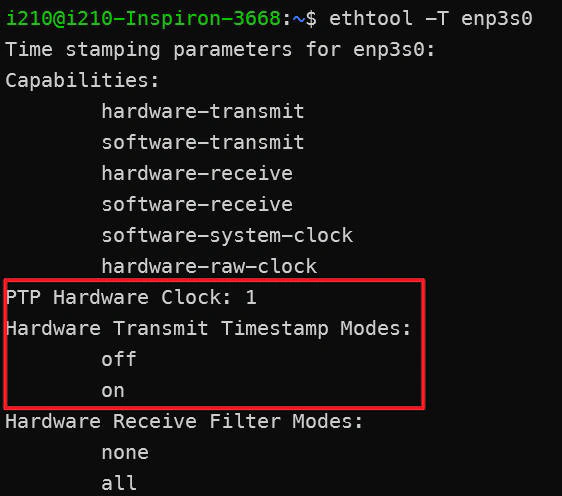 i210@i210-Inspiron-3668:~$ ethtool -T enp3s0
Time stamping parameters for enp3s0:
Capabilities:
hardware-transmit
software-transmit
hardware-receive
software-receive
software-system-clock
hardware-raw-clock
PTP Hardware Clock: 1
Hardware Transmit Timestamp Modes:
off
on
Hardware Receive Filter Modes:
none
all